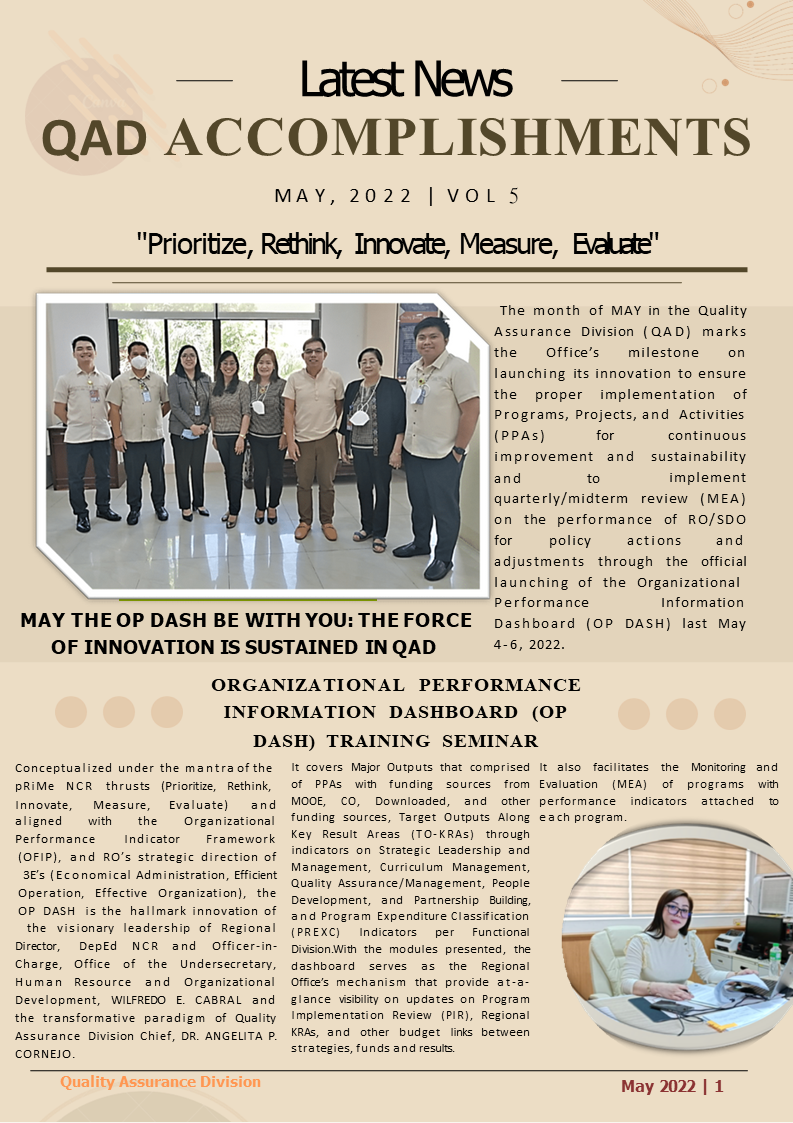 Latest News
QAD ACCOMPLISHMENTS
MAY, 2022 | VOL 5
"Prioritize, Rethink, Innovate, Measure, Evaluate"
The month of MAY in the Quality
Assurance Division (QAD) marks
the Office's milestone on
launching its innovation to ensure
the proper implementation of
Programs, Projects, and Activities
(PPAs) for continuous
improvement and sustainability
and to implement
quarterly/midterm review (MEA)
on the performance of RO/SDO
for policy actions and
adjustments through the official
launching of the Organizational
Performance Information
Dashboard (OP DASH) last May
4-6, 2022.
MAY THE OP DASH BE WITH YOU: THE FORCE
OF INNOVATION IS SUSTAINED IN QAD
ORGANIZATIONAL PERFORMANCE
INFORMATION DASHBOARD (OP
DASH) TRAINING SEMINAR
Conceptualized under the mantra of the
pRiMe NCR thrusts (Prioritize, Rethink,
Innovate, Measure, Evaluate) and
aligned with the Organizational
Performance Indicator Framework
(OFIP), and RO's strategic direction of
3E's (Economical Administration, Efficient
Operation, Effective Organization), the
OP DASH is the hallmark innovation of
the visionary leadership of Regional
Director, DepEd NCR and Officer-in-
Charge, Office of the Undersecretary,
Human Resource and Organizational
Development, WILFREDO E. CABRAL and
the transformative paradigm of Quality
Assurance Division Chief, DR. ANGELITA P.
CORNEJO.
It covers Major Outputs that comprised
of PPAs with funding sources from
MOOE, CO, Downloaded, and other
funding sources, Target Outputs Along
Key Result Areas (TO-KRAs) through
indicators on Strategic Leadership and
Management, Curriculum Management,
Quality Assurance/Management, People
Development, and Partnership Building,
and Program Expenditure Classification
(PREXC) Indicators per Functional
Division.With the modules presented, the
dashboard serves as the Regional
Office's mechanism that provide at-a-
glance visibility on updates on Program
Implementation Review (PIR), Regional
KRAs, and other budget links between
strategies, funds and results.
It also facilitates the Monitoring and
Evaluation (MEA) of programs with
performance indicators attached to
each program.
Quality Assurance Division
May 2022 | 1